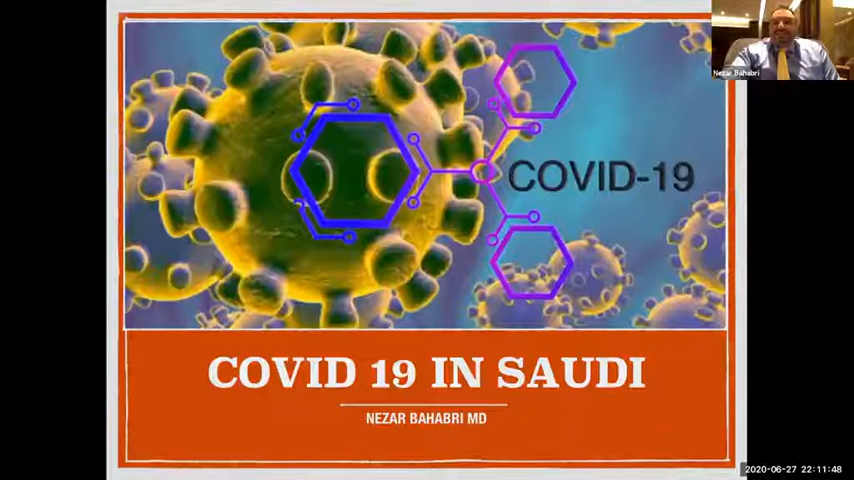 Nezar Bahabri
COVID-19
COVID 19 IN SAUDI
NEZAR BAHABRI MD
2020-06-27 22:11:48